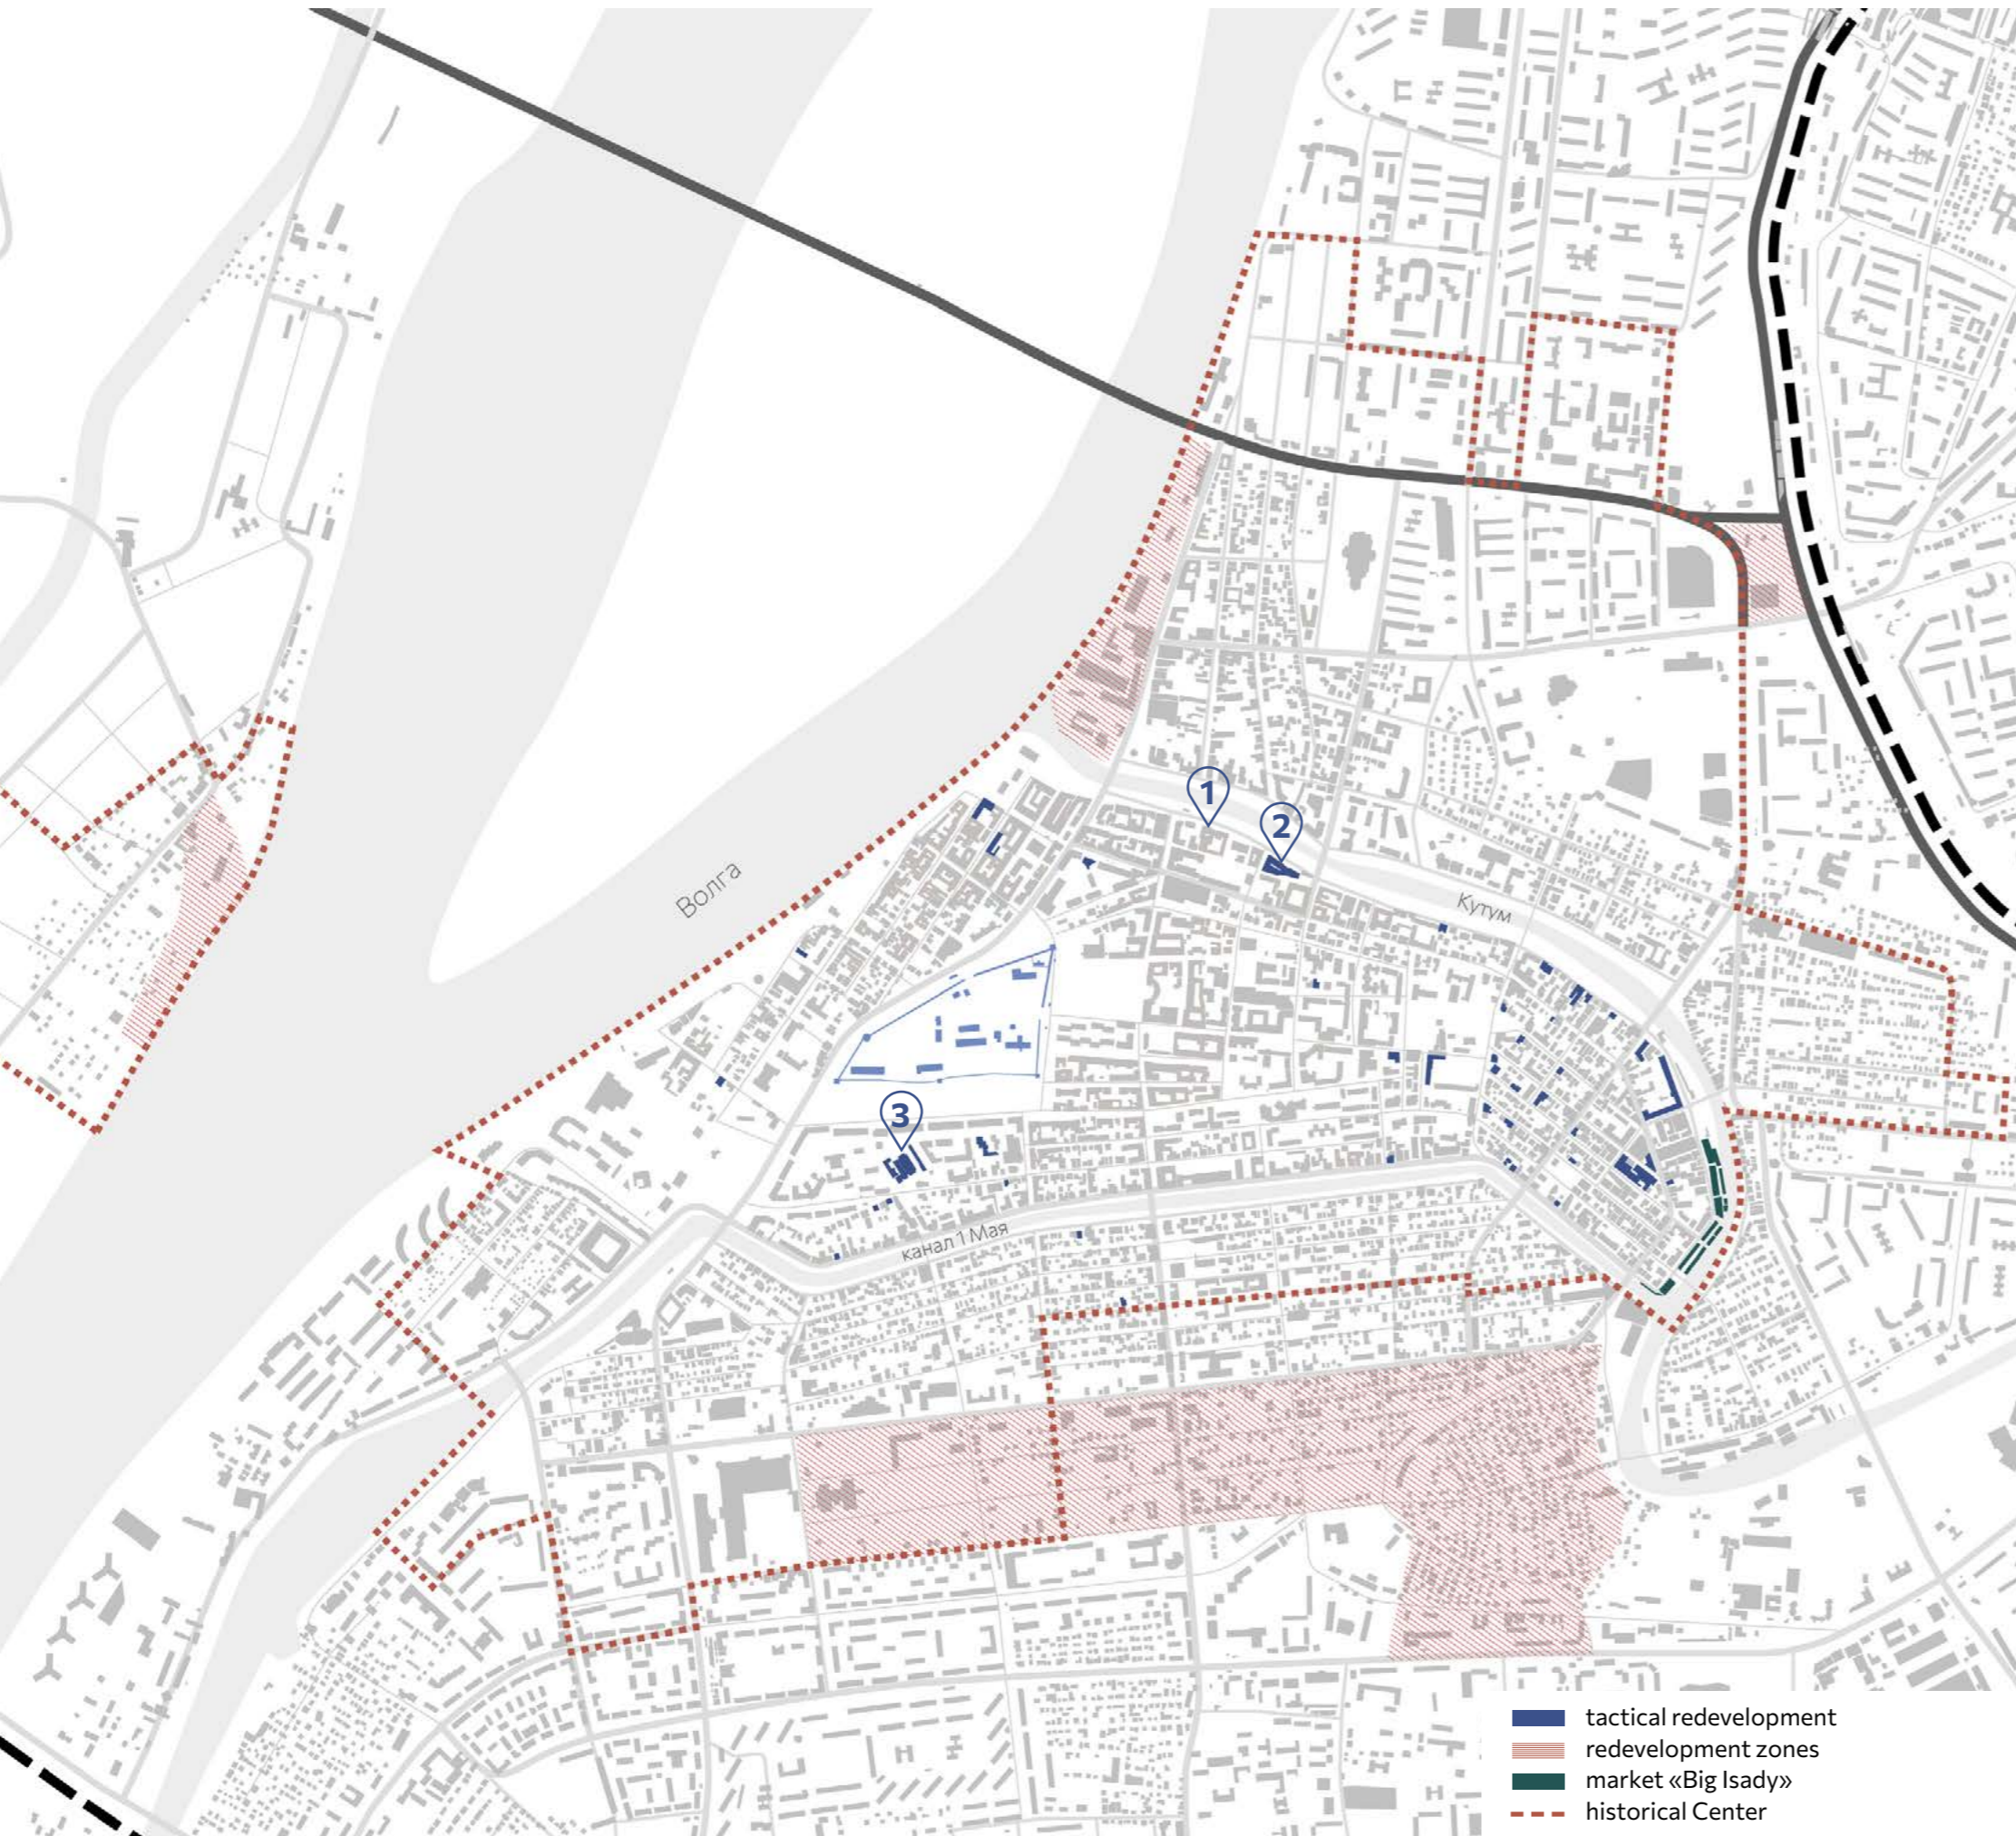 1
2
Волга
Кутум
3
канал 1 Мая
tactical redevelopment
redevelopment zones
market «Big Isady»
historical Center